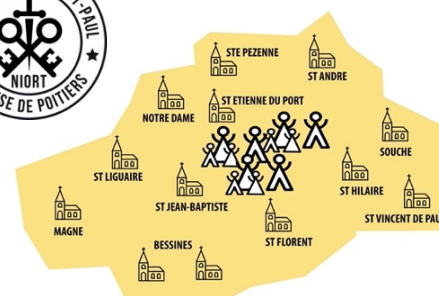 T-PAUL
NIORT
SE DE POITIERS
STE PEZENNE
ST ANDRE
NOTRE DAME
ST ETIENNE DU PORT
SOUCHE
ST LIGUAIRE
ST HILAIRE
ST JEAN-BAPTISTE
ST VINCENT DE PAU
MAGNE
ST FLORENT
BESSINES